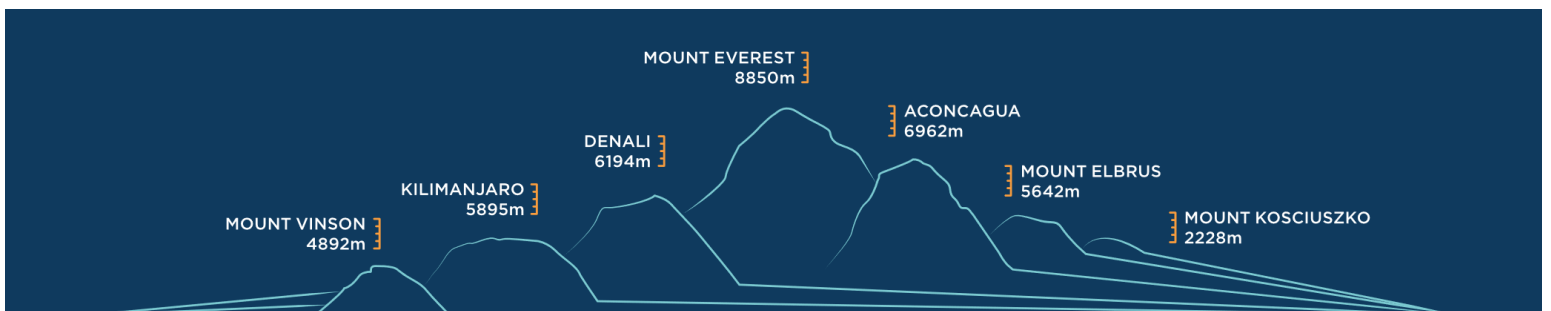 MOUNT EVEREST
8850m
ACONCAGUA
6962m
DENALI
6194m
MOUNT ELBRUS
5642m
KILIMANJARO
5895m
MOUNT KOSCIUSZKO
2228m
MOUNT VINSON
4892m